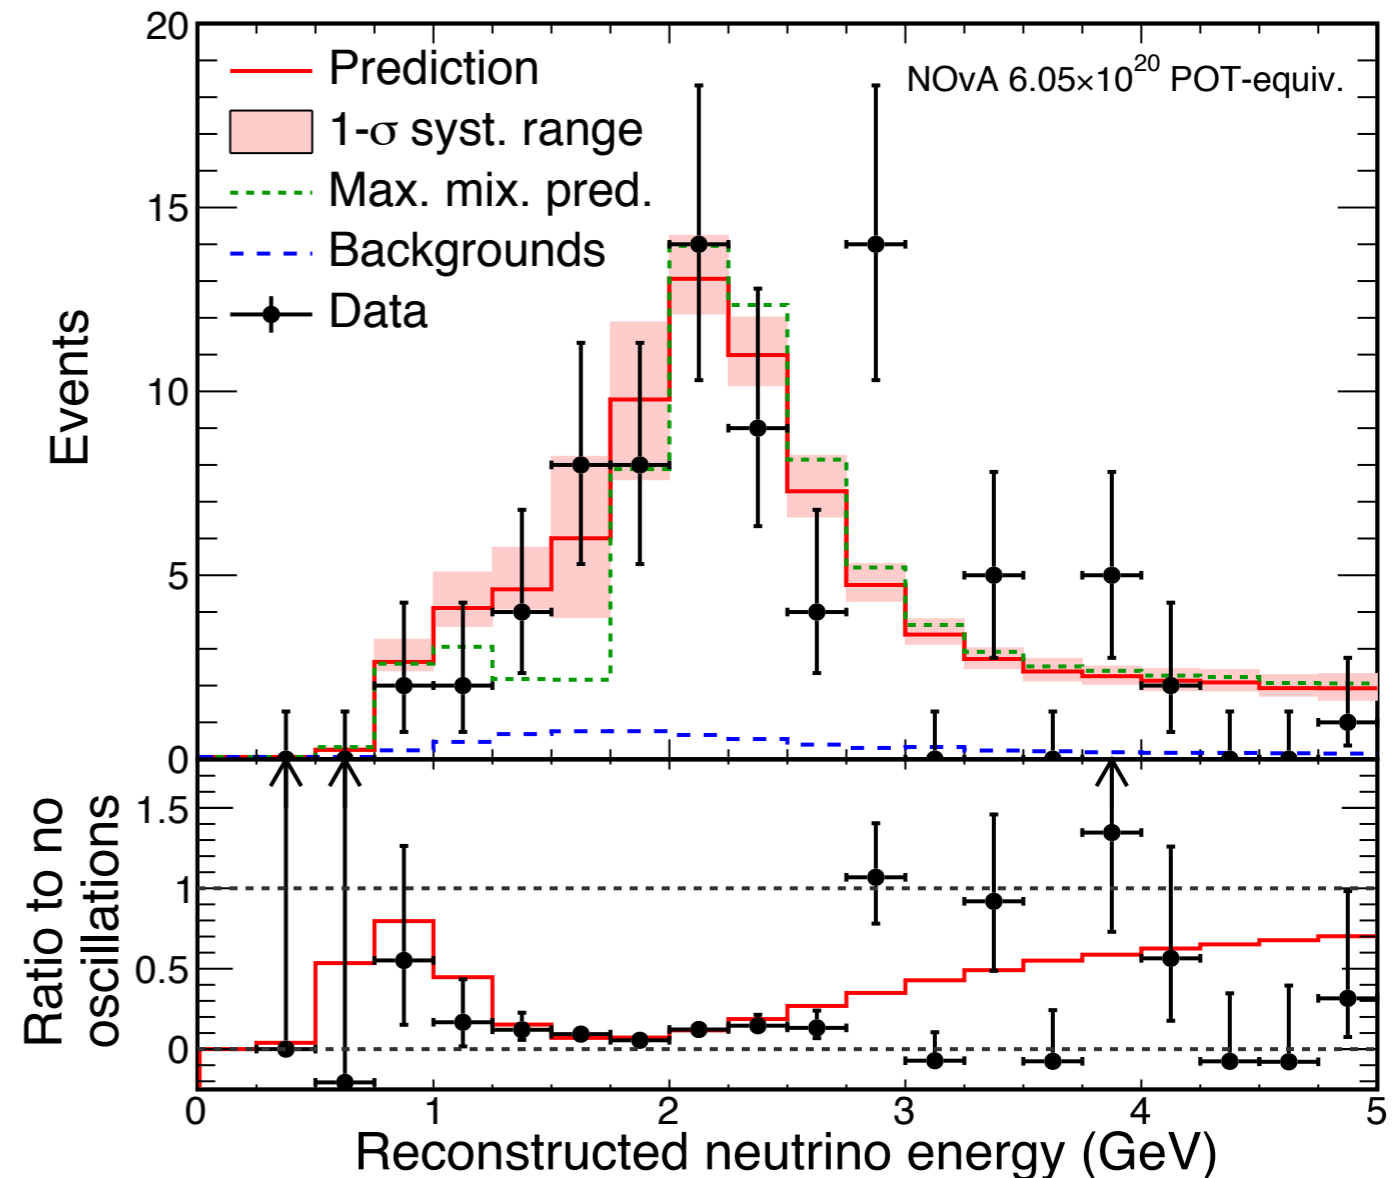 20
Prediction
NOvA 6.05×10²⁰ POT-equiv.
1-σ syst. range
Max. mix. pred.
15
Backgrounds
Data
Events
10
5
0
Ratio to no
oscillations
1.5
1
0.5
0
0 1 2 3 4 5
Reconstructed neutrino energy (GeV)